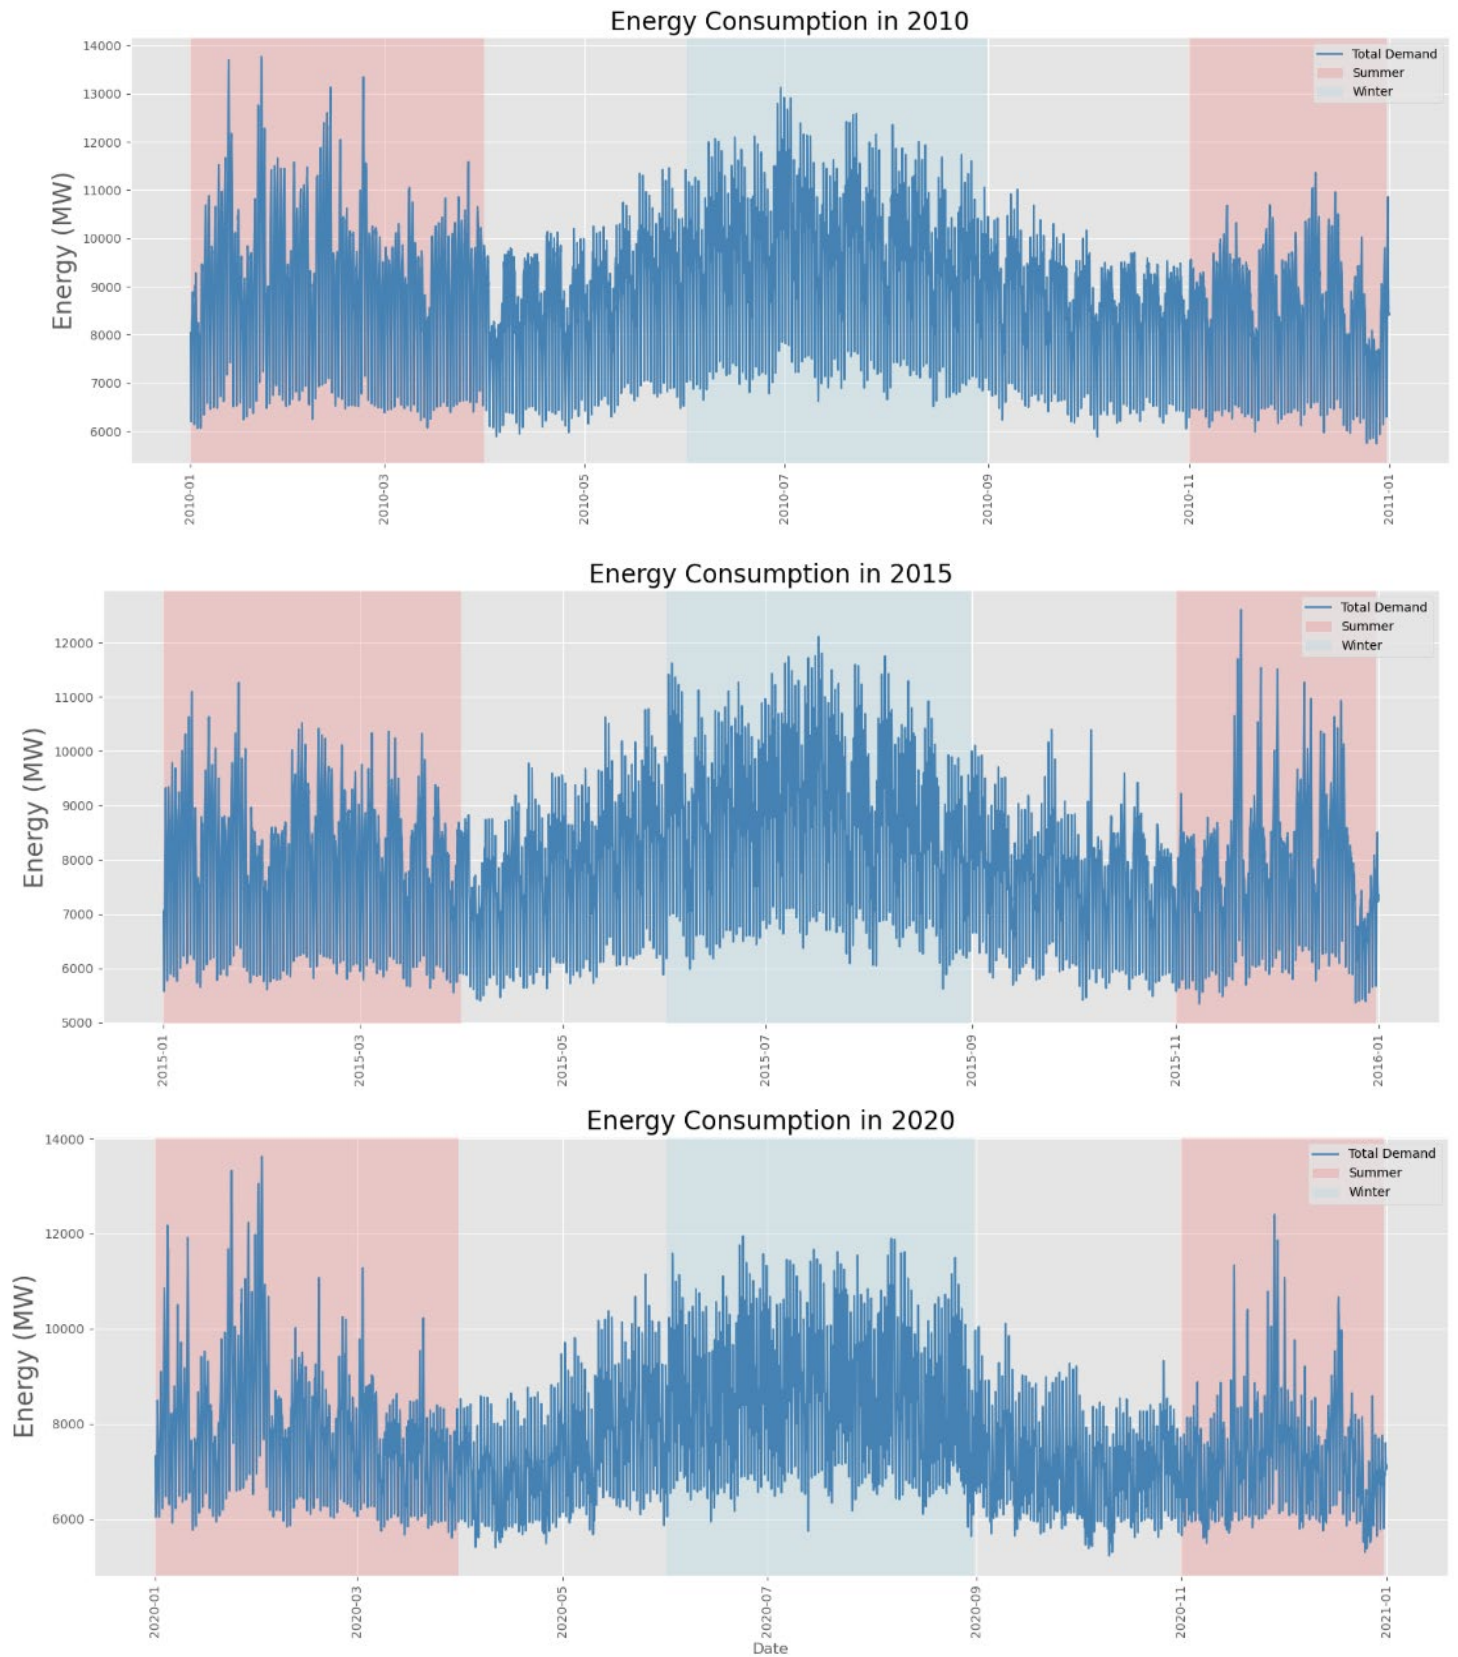 Energy Consumption in 2010
Energy (MW)
14000
13000
12000
11000
10000
9000
8000
7000
6000
Total Demand
Summer
Winter
2010-01
2010-03
2010-05
2010-07
2010-09
2010-11
2011-01
Energy Consumption in 2015
Energy (MW)
12000
11000
10000
9000
8000
7000
6000
5000
Total Demand
Summer
Winter
2015-01
2015-03
2015-05
2015-07
2015-09
2015-11
2016-01
Energy Consumption in 2020
Energy (MW)
14000
12000
10000
8000
6000
Total Demand
Summer
Winter
2020-01
2020-03
2020-05
2020-07
2020-09
2020-11
2021-01
Date